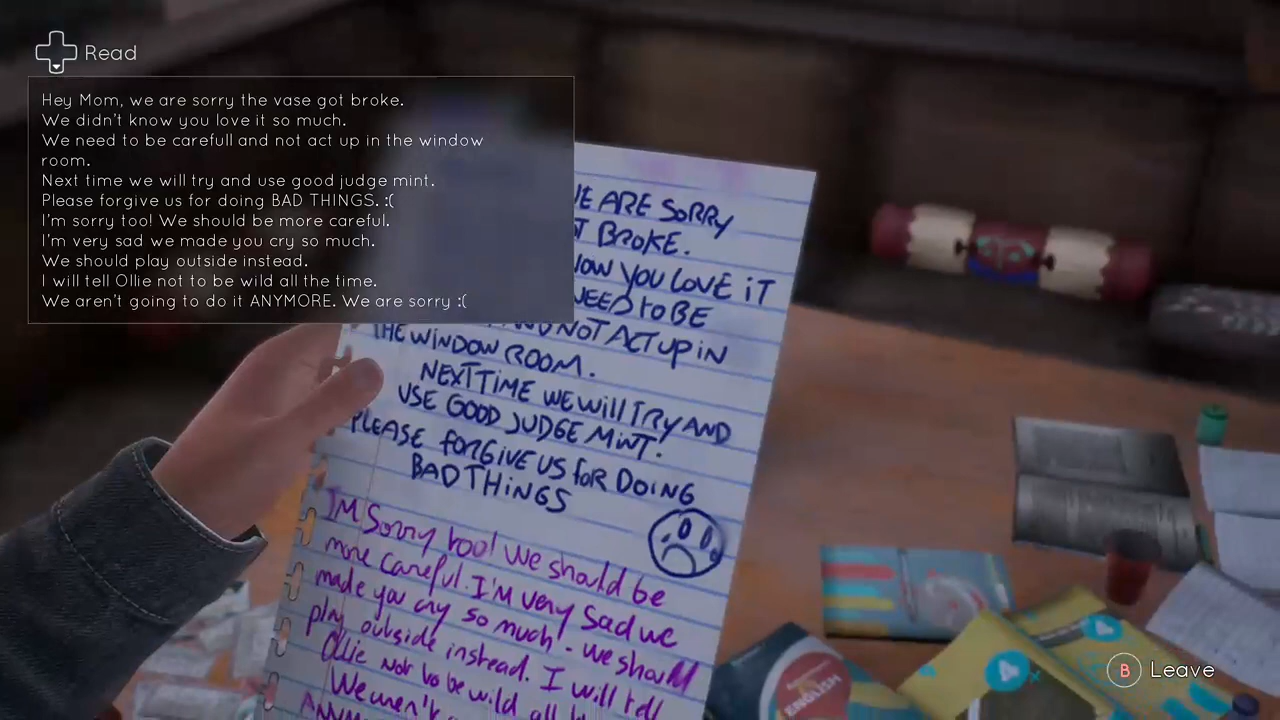 Read
Hey Mom, we are sorry the vase got broke.
We didn't know you love it so much.
We need to be carefull and not act up in the window
room.
Next time we will try and use good judge mint.
Please forgive us for doing BAD THINGS. :(
I'm sorry too! We should be more careful.
I'm very sad we made you cry so much.
We should play outside instead.
I will tell Ollie not to be wild all the time.
We aren't going to do it ANYMORE. We are sorry :(
WE ARE SORRY
BROKE.
YOU LOVE iT
NEED to BE
NOT ACT UP iN
THE WINDOW ROOM.
NEXT TIME WE Will TRY AND
USE GOOD JUDGE MiNT.
PLEASE FORGIVE US foR DOiNG
BAD THiNGS
I'M Sorry too! We should be
more careful. I'M very Sad we
made you cry so much. we should
play outside instead. I will tell
Ollie not to be wild all
We weren't
ENGLISH
B Leave